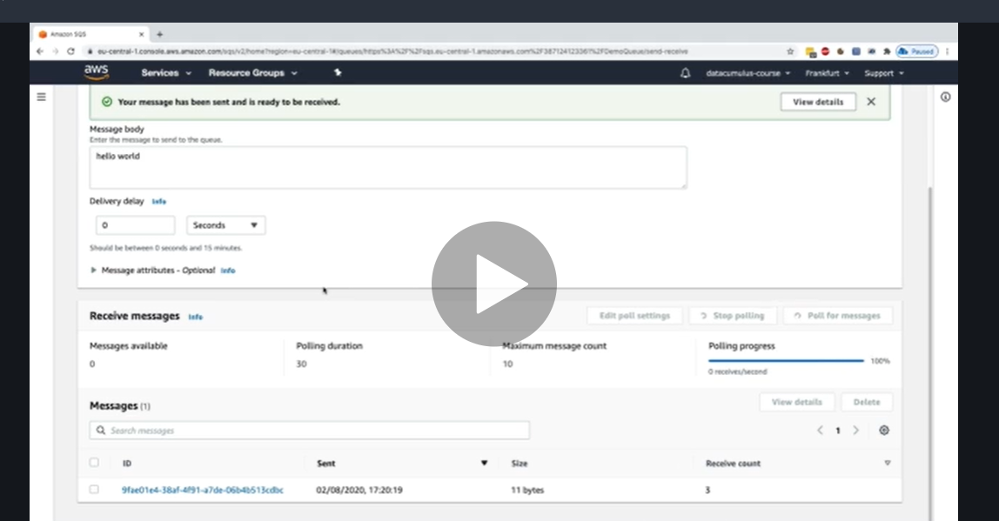 Amazon SQS
eu-central-1.console.aws.amazon.com/sqs/v2/home?region=eu-central-1#/queues/https%3A%2F%2Fsqs.eu-central-1.amazonaws.com%2F387124123361%2FDemoQueue/send-receive
Paused
aws Services Resource Groups datacumulus-course Frankfurt Support
Your message has been sent and is ready to be received. View details
Message body
Enter the message to send to the queue.
hello world
Delivery delay Info
0 Seconds
Should be between 0 seconds and 15 minutes.
Message attributes - Optional Info
Receive messages Info Edit poll settings Stop polling Poll for messages
Messages available Polling duration Maximum message count Polling progress
0 30 10 100%
0 receives/second
Messages (1) View details Delete
Search messages 1
ID Sent Size Receive count
9fae01e4-38af-4f91-a7de-06b4b513cdbc 02/08/2020, 17:20:19 11 bytes 3